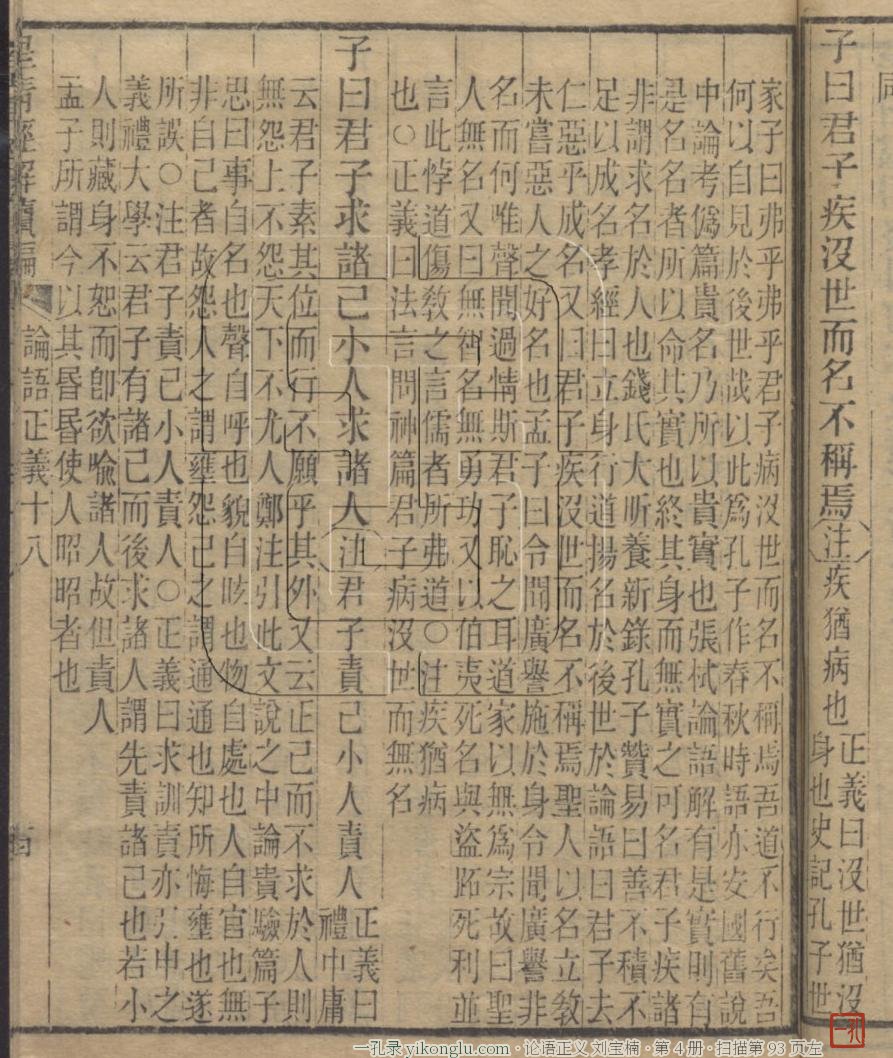 子曰君子疾沒世而名不稱焉注疾猶病也
正義曰沒世猶沒
身也史記孔子世
家子曰弗乎弗乎君子病沒世而名不稱焉吾道不行矣吾
何以自見於後世哉以此爲孔子作春秋時語亦安國舊說
中論考僞篇貴名乃所以貴實也張栻論語解有是實則有
是名名者所以命其實也終其身而無實之可名君子疾諸
非謂求名於人也錢氏大昕養新錄孔子贊易曰善不積不
足以成名孝經曰立身行道揚名於後世於論語曰君子去
仁惡乎成名又曰君子疾沒世而名不稱焉聖人以名立敎
未嘗惡人之好名也孟子曰令聞廣譽施於身令聞廣譽非
名而何唯聲聞過情斯君子恥之耳道家以無爲宗故曰聖
人無名又曰無智名無勇功又以伯夷死名與盜跖死利並
言此悖道傷敎之言儒者所弗道○注疾猶病
也○正義曰法言問神篇君子病沒世而無名
子曰君子求諸己小人求諸人注君子責己小人責人
正義曰
禮中庸
云君子素其位而行不願乎其外又云正己而不求於人則
無怨上不怨天下不尤人鄭注引此文說之中論貴驗篇子
思曰事自名也聲自呼也貌自眩也物自處也人自官也無
非自己者故怨人之謂壅怨己之謂通通也知所悔壅也遂
所誤○注君子責己小人責人○正義曰求訓責亦引申之
義禮大學云君子有諸己而後求諸人謂先責諸己也若小
人則藏身不恕而卽欲喻諸人故但責人
孟子所謂今以其昏昏使人昭昭者也
皇淸經解續編
論語正義十八
一孔录 yikonglu.com · 论语正义 刘宝楠 · 第 4 册 · 扫描第 93 页左